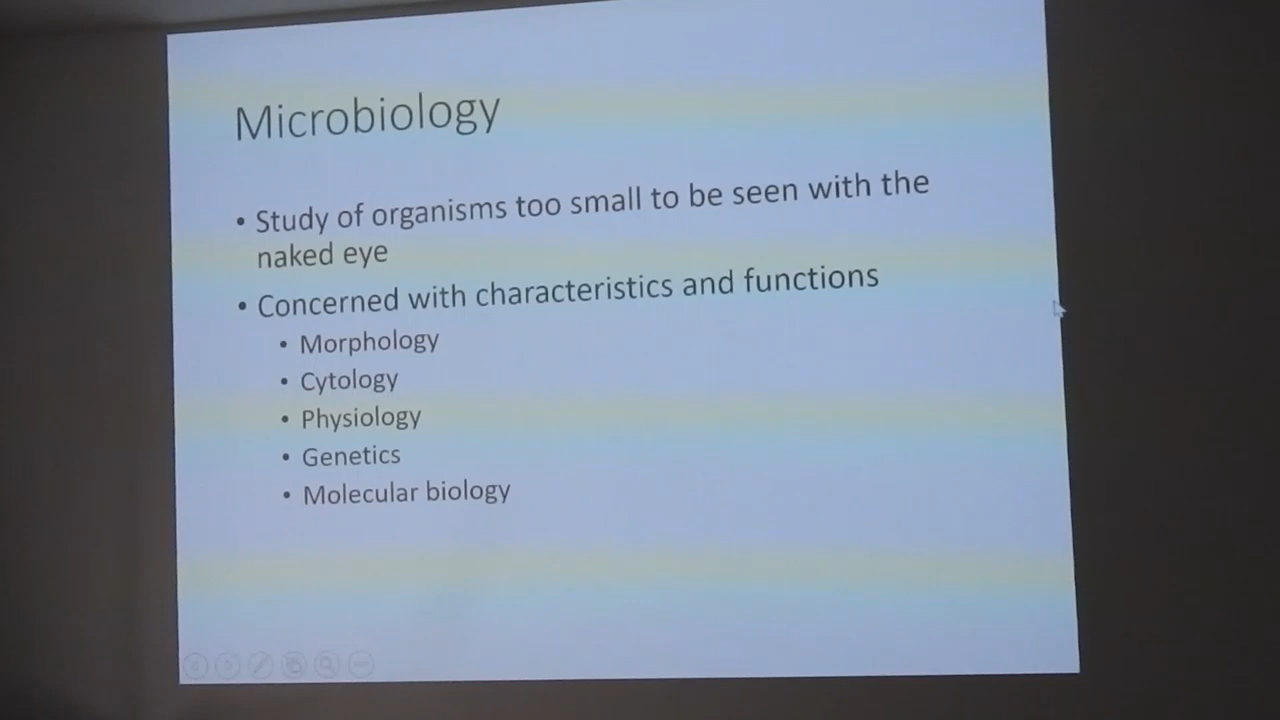 Microbiology
• Study of organisms too small to be seen with the
naked eye
• Concerned with characteristics and functions
• Morphology
• Cytology
• Physiology
• Genetics
• Molecular biology